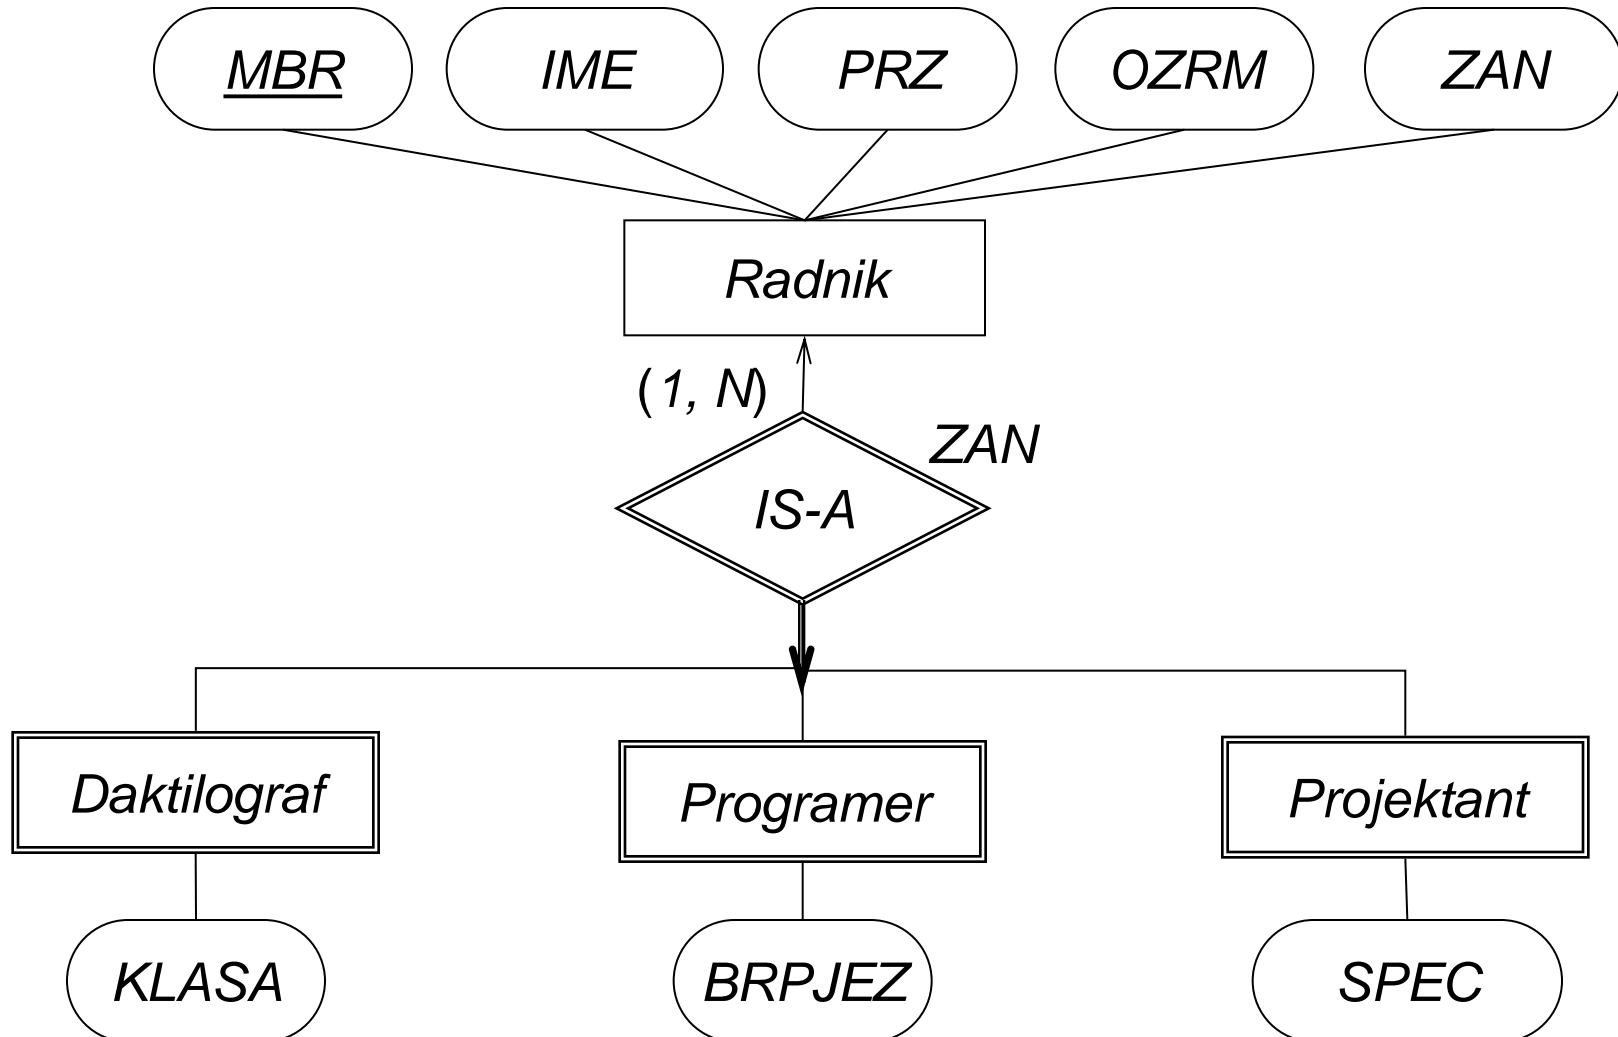 MBR IME PRZ OZRM ZAN
Radnik
(1, N)
ZAN
IS-A
Daktilograf Programer Projektant
KLASA BRPJEZ SPEC